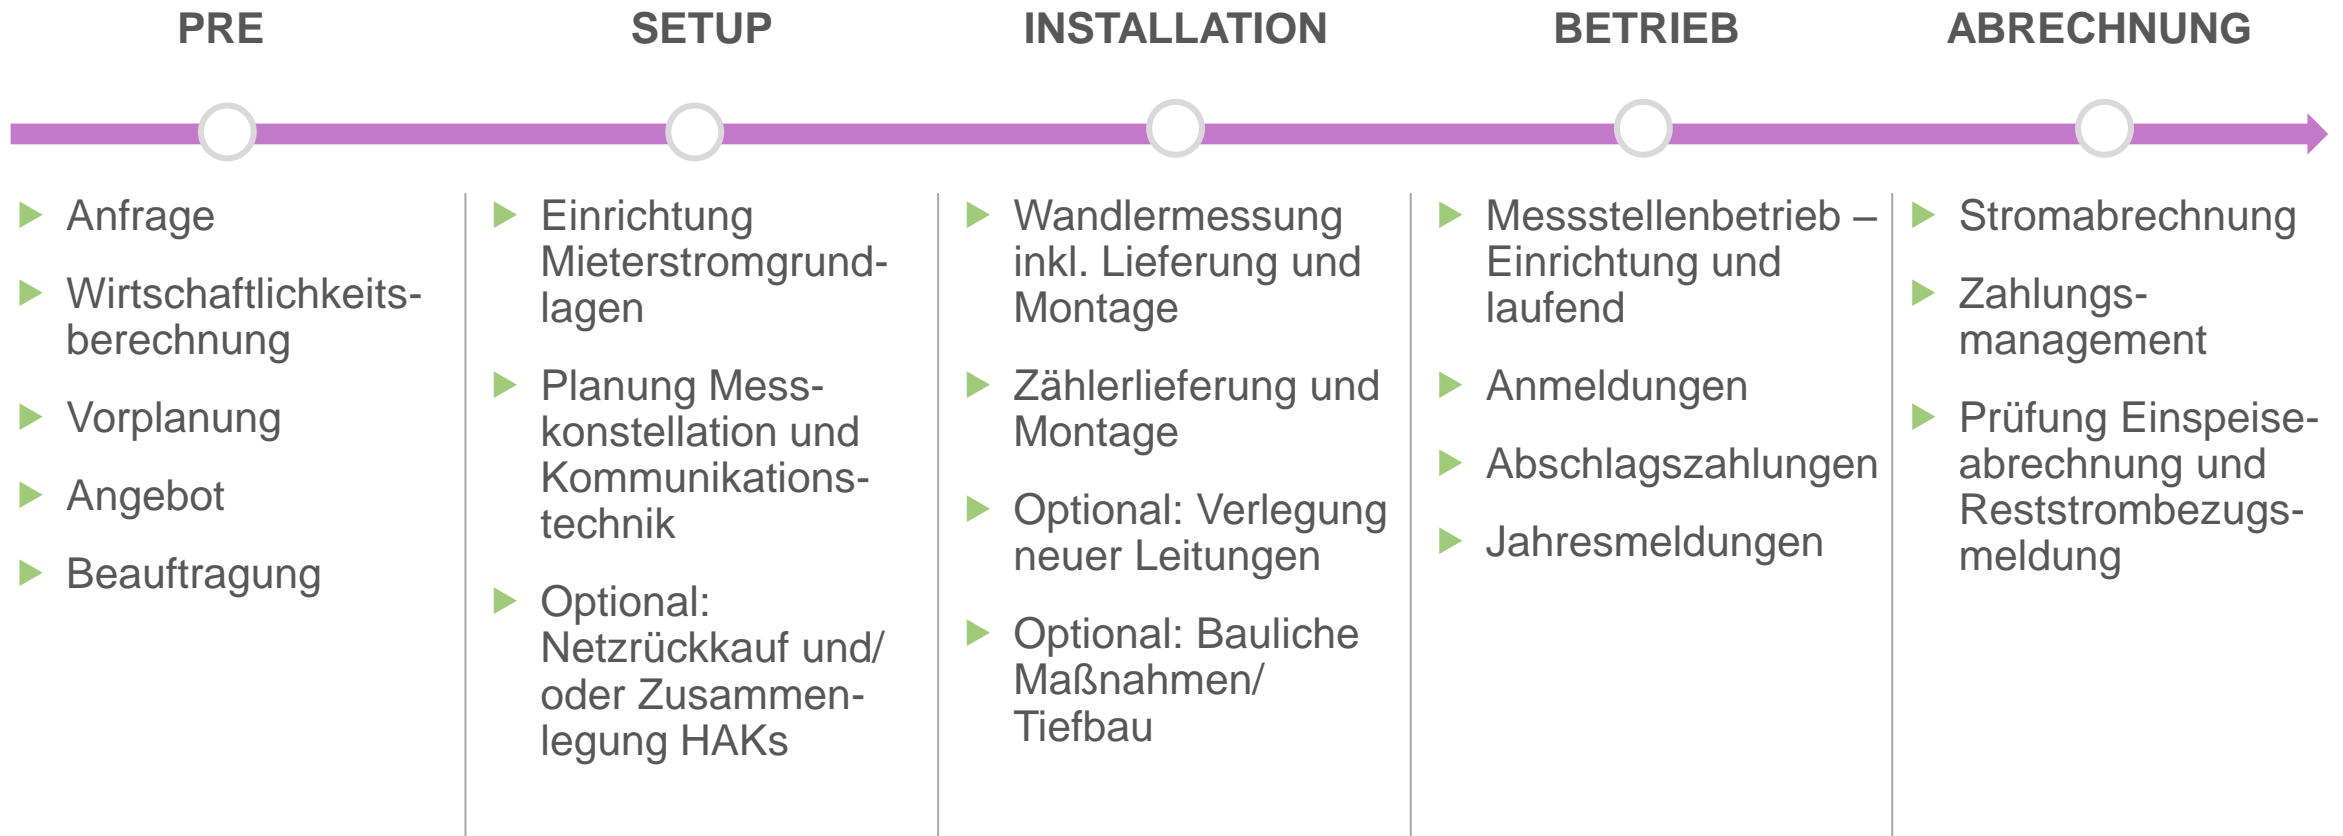 PRE
SETUP
INSTALLATION
BETRIEB
ABRECHNUNG
Anfrage
Wirtschaftlichkeits-
berechnung
Vorplanung
Angebot
Beauftragung
Einrichtung
Mieterstromgrund-
lagen
Planung Mess-
konstellation und
Kommunikations-
technik
Optional:
Netzrückkauf und/
oder Zusammen-
legung HAKs
Wandlermessung
inkl. Lieferung und
Montage
Zählerlieferung und
Montage
Optional: Verlegung
neuer Leitungen
Optional: Bauliche
Maßnahmen/
Tiefbau
Messstellenbetrieb –
Einrichtung und
laufend
Anmeldungen
Abschlagszahlungen
Jahresmeldungen
Stromabrechnung
Zahlungs-
management
Prüfung Einspeise-
abrechnung und
Reststrombezugs-
meldung